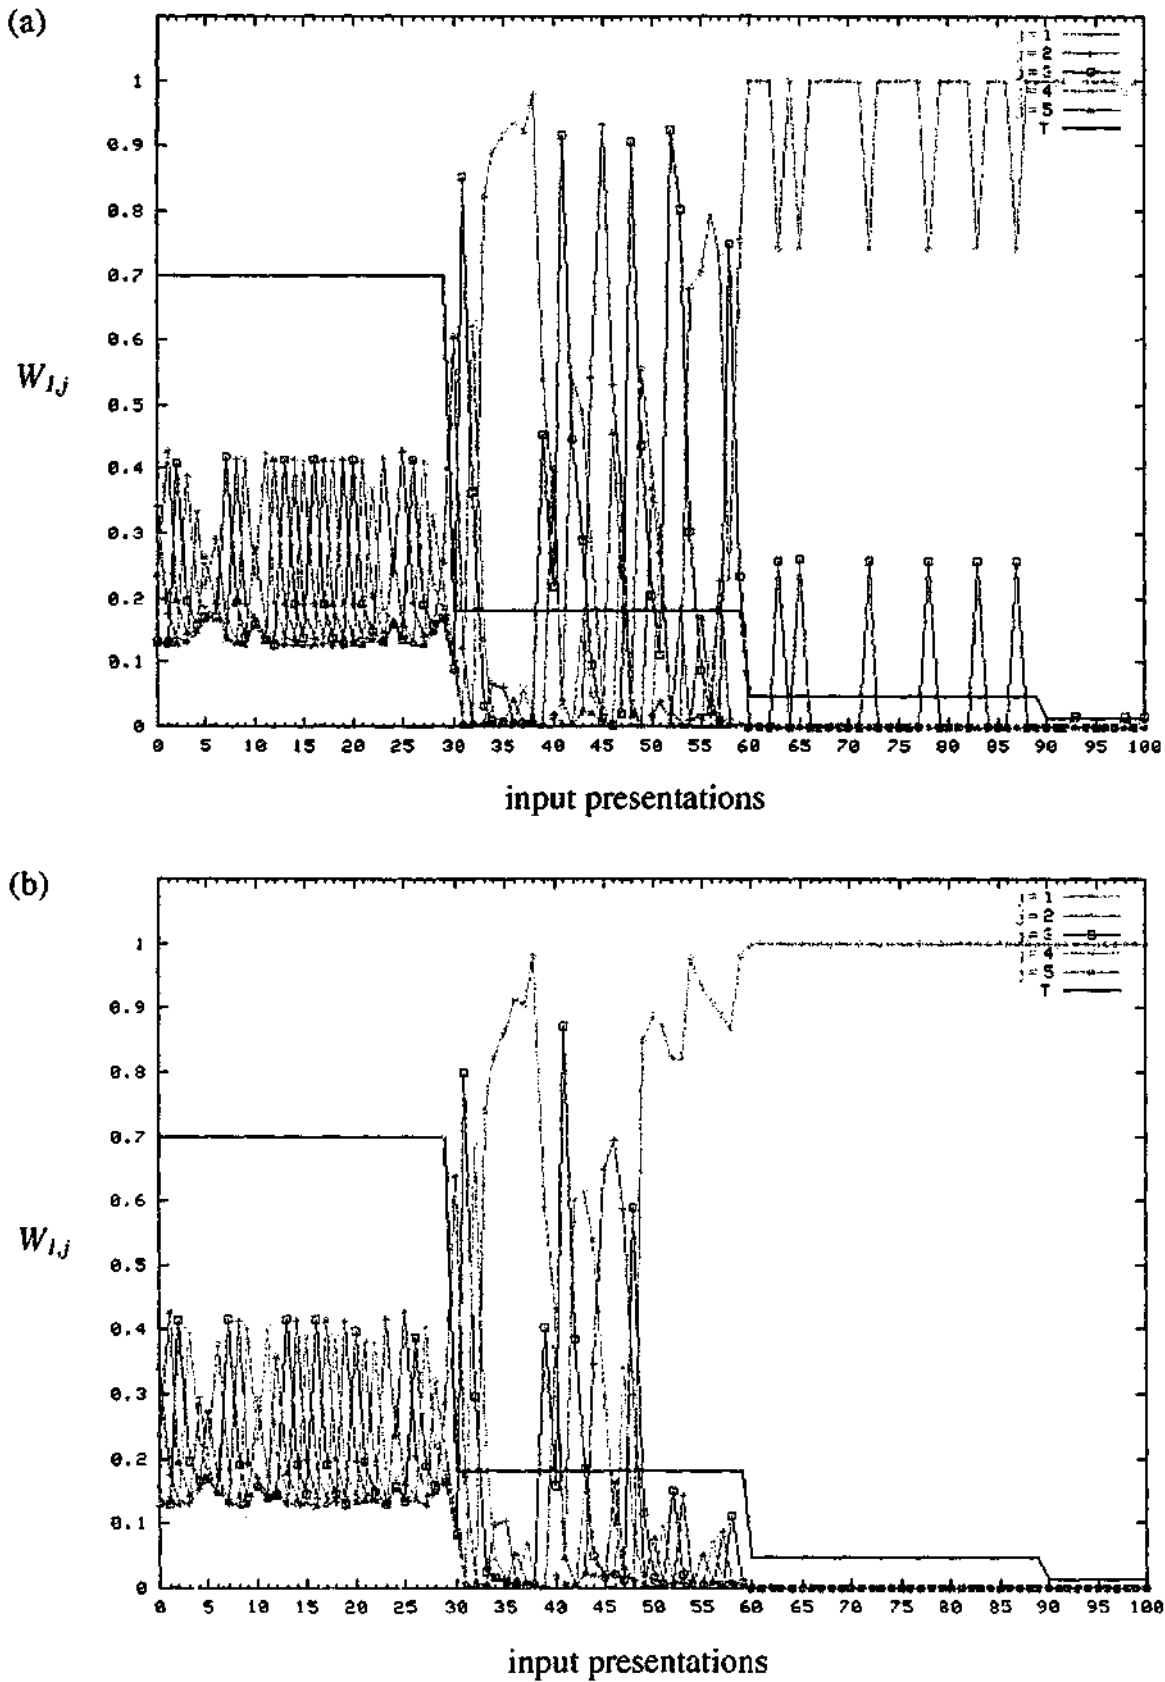 (a)
j = 1
j = 2
j = 3
j = 4
j = 5
T
1
0.9
0.8
0.7
0.6
0.5
0.4
0.3
0.2
0.1
0
W1,j
0 5 10 15 20 25 30 35 40 45 50 55 60 65 70 75 80 85 90 95 100
input presentations
(b)
j = 1
j = 2
j = 3
j = 4
j = 5
T
1
0.9
0.8
0.7
0.6
0.5
0.4
0.3
0.2
0.1
0
W1,j
0 5 10 15 20 25 30 35 40 45 50 55 60 65 70 75 80 85 90 95 100
input presentations